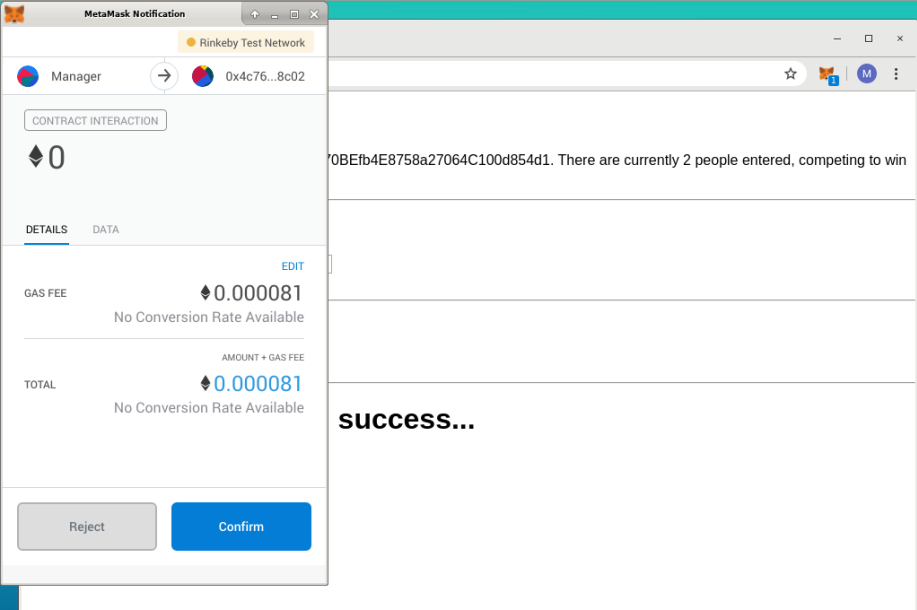 MetaMask Notification
Rinkeby Test Network
Manager
0x4c76...8c02
M
1
CONTRACT INTERACTION
0
70BEfb4E8758a27064C100d854d1. There are currently 2 people entered, competing to win
DETAILS
DATA
EDIT
GAS FEE
0.000081
No Conversion Rate Available
AMOUNT + GAS FEE
TOTAL
0.000081
No Conversion Rate Available
success...
Reject
Confirm